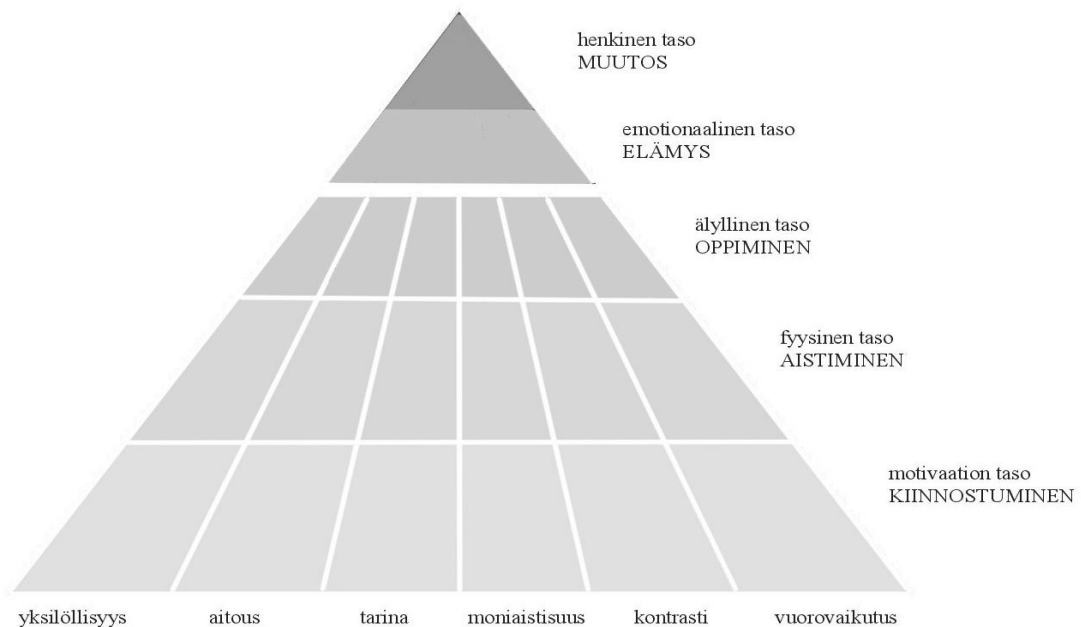 henkinen taso
MUUTOS
emotionaalinen taso
ELÄMYS
älyllinen taso
OPPIMINEN
fyysinen taso
AISTIMINEN
motivaation taso
KIINNOSTUMINEN
yksilöllisyys aitous tarina moniaistisuus kontrasti vuorovaikutus